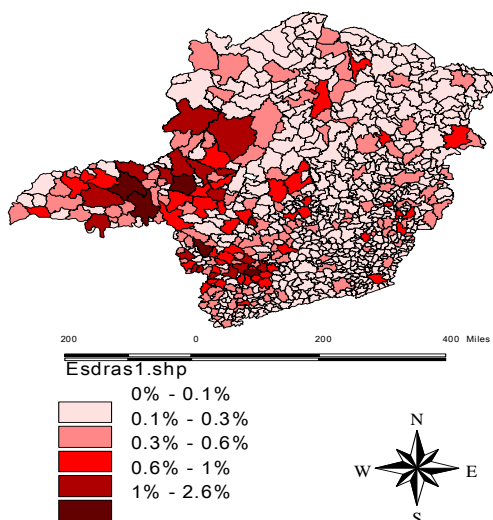 200 0 200 400 Miles
Esdras1.shp
0% - 0.1%
0.1% - 0.3%
0.3% - 0.6%
0.6% - 1%
1% - 2.6%
N
W E
S